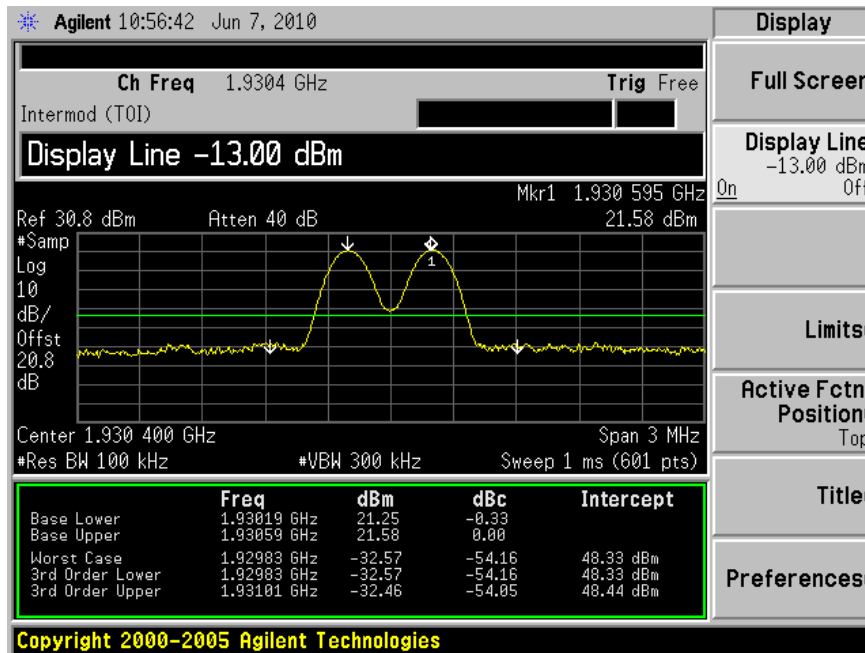 Agilent 10:56:42 Jun 7, 2010
Display
Ch Freq 1.9304 GHz Trig Free
Intermod (TOI)
Display Line -13.00 dBm
Mkr1 1.930 595 GHz
Ref 30.8 dBm Atten 40 dB 21.58 dBm
#Samp
Log
10
dB/
Offst
20.8
dB
1
Center 1.930 400 GHz Span 3 MHz
#Res BW 100 kHz #VBW 300 kHz Sweep 1 ms (601 pts)
Freq dBm dBc Intercept
Base Lower 1.93019 GHz 21.25 -0.33
Base Upper 1.93059 GHz 21.58 0.00
Worst Case 1.92983 GHz -32.57 -54.16 48.33 dBm
3rd Order Lower 1.92983 GHz -32.57 -54.16 48.33 dBm
3rd Order Upper 1.93101 GHz -32.46 -54.05 48.44 dBm
Full Screen
Display Line
-13.00 dBm
On Off
Limits
Active Fctn
Position
Top
Title
Preferences
Copyright 2000-2005 Agilent Technologies